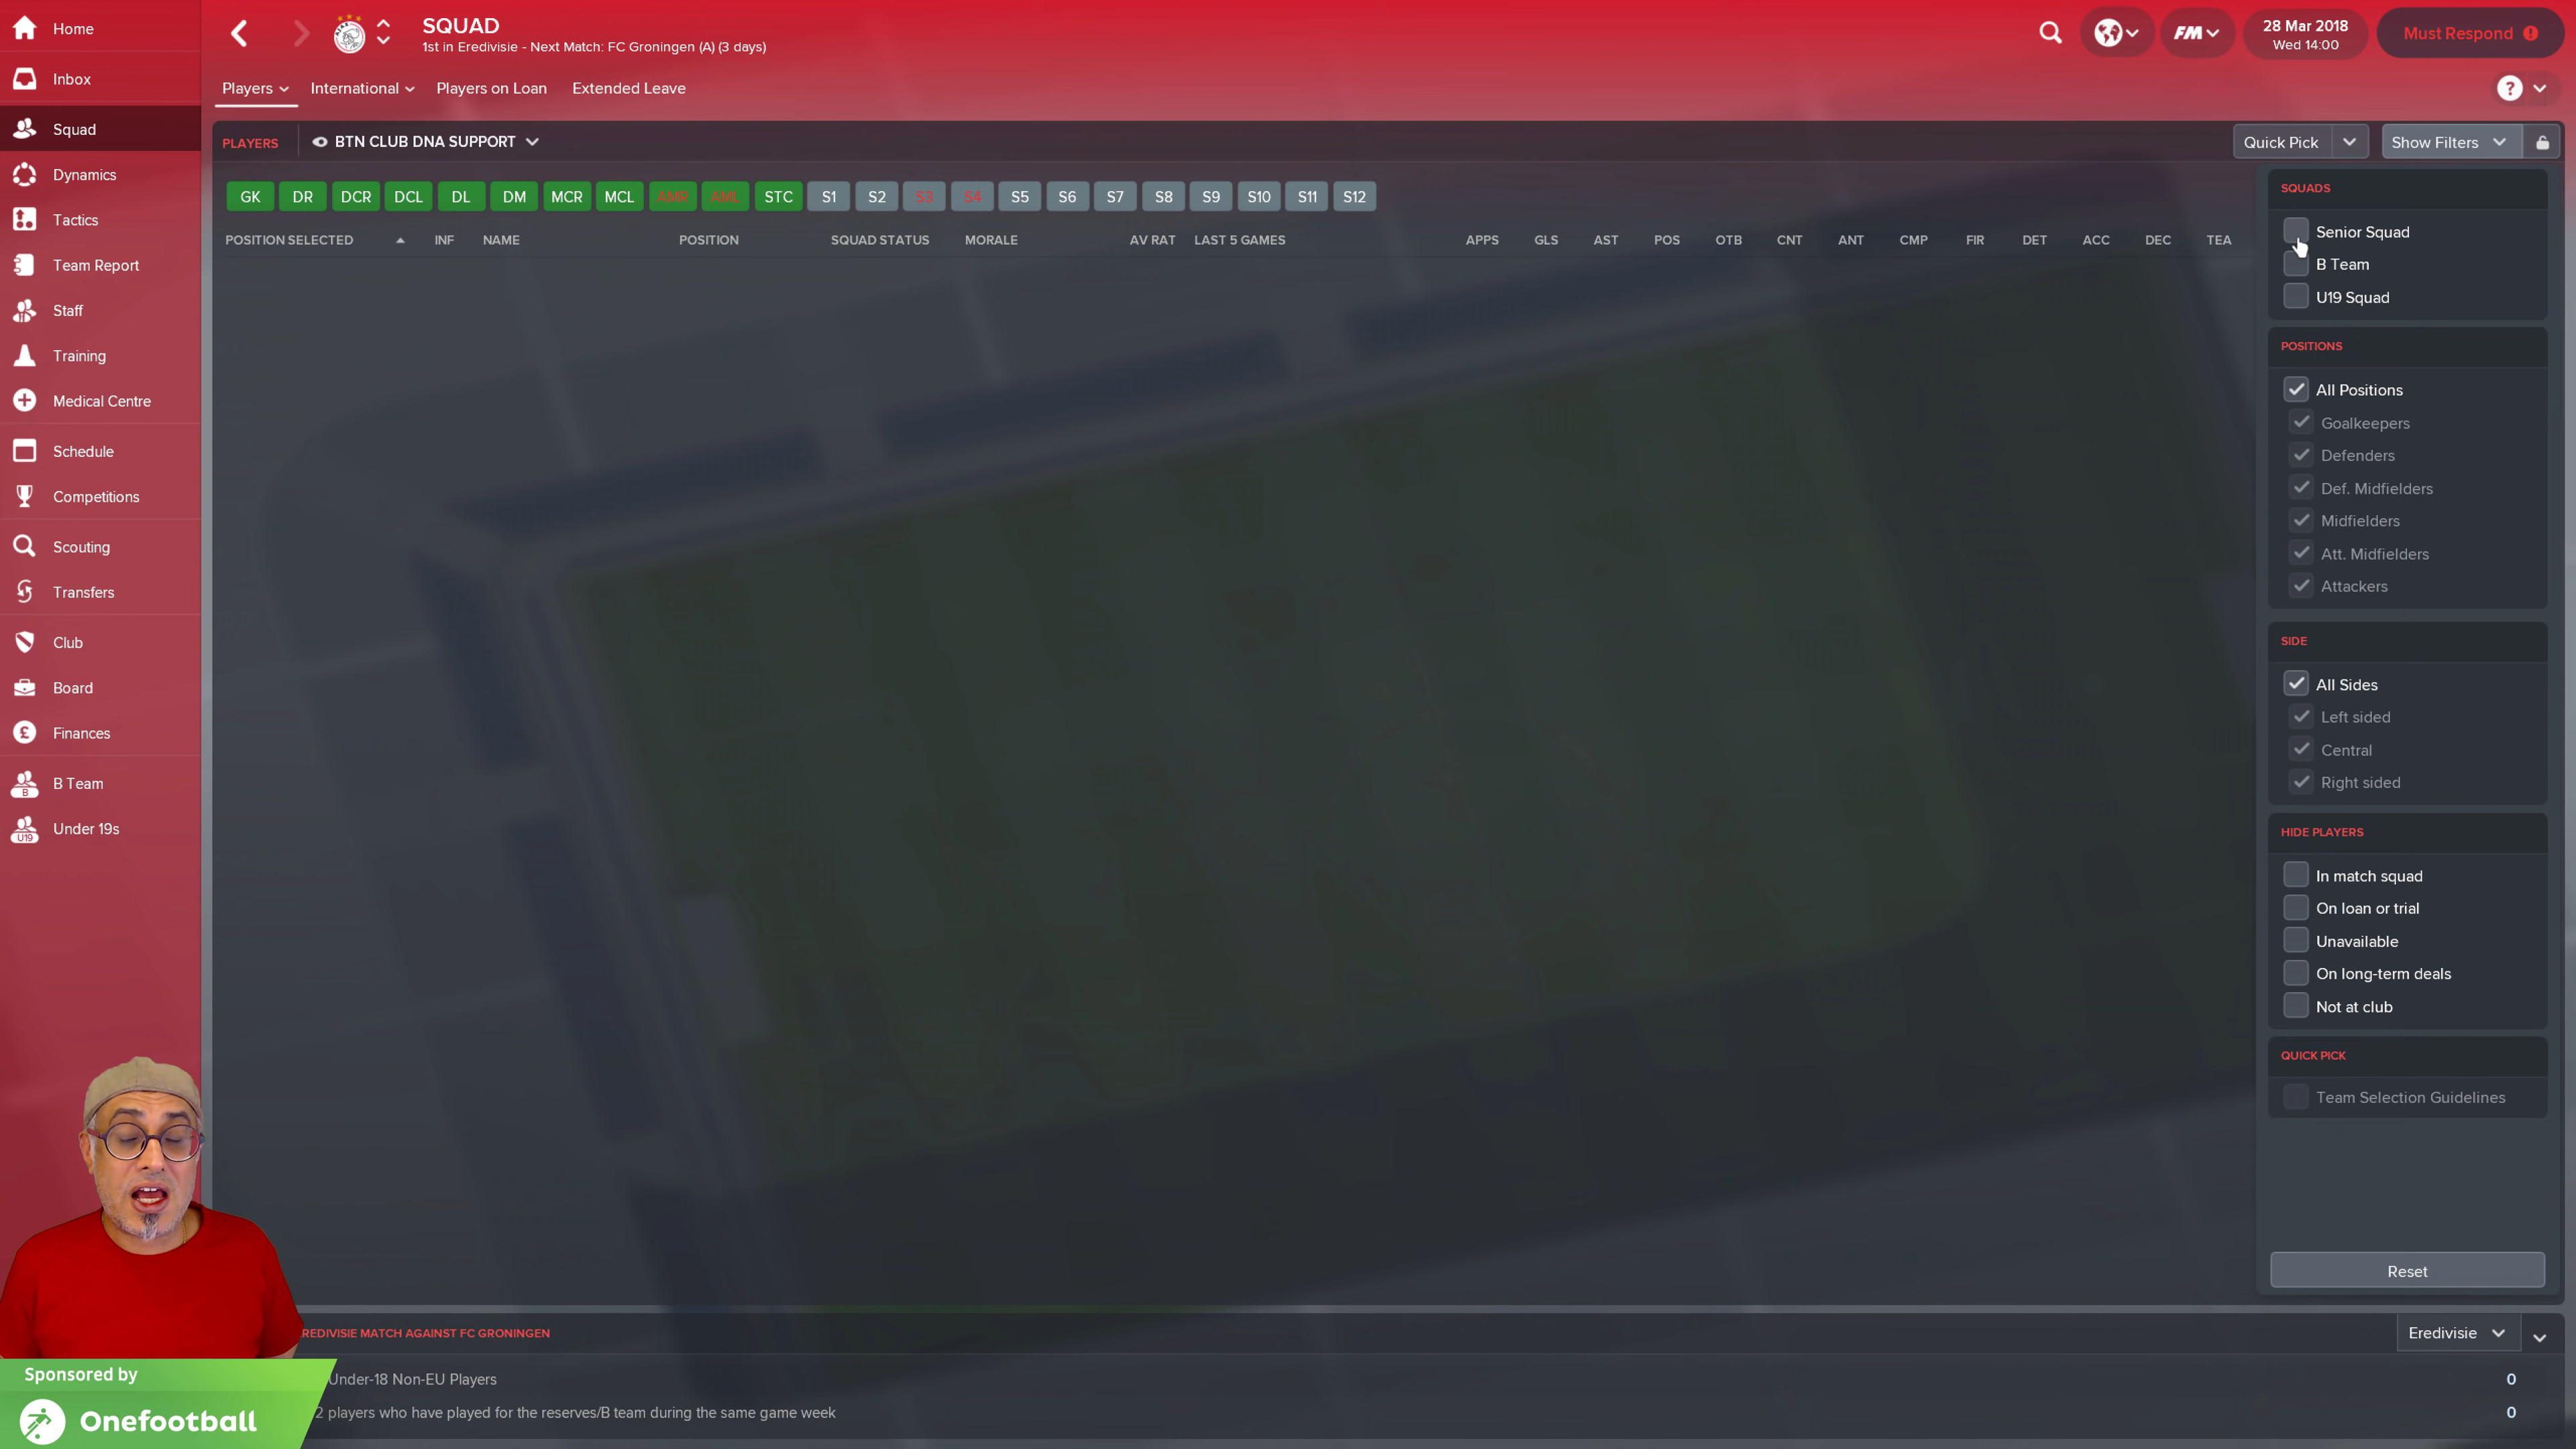 Home
Inbox
Squad
Dynamics
Tactics
Team Report
Staff
Training
Medical Centre
Schedule
Competitions
Scouting
Transfers
Club
Board
Finances
B Team
Under 19s
SQUAD
1st in Eredivisie - Next Match: FC Groningen (A) (3 days)
FM
28 Mar 2018
Wed 14:00
Must Respond
Players International Players on Loan Extended Leave
?
PLAYERS BTN CLUB DNA SUPPORT
Quick Pick Show Filters
GK DR DCR DCL DL DM MCR MCL AMR AML STC S1 S2 S3 S4 S5 S6 S7 S8 S9 S10 S11 S12
POSITION SELECTED INF NAME POSITION SQUAD STATUS MORALE AV RAT LAST 5 GAMES APPS GLS AST POS OTB CNT ANT CMP FIR DET ACC DEC TEA
SQUADS
Senior Squad
B Team
U19 Squad
POSITIONS
All Positions
Goalkeepers
Defenders
Def. Midfielders
Midfielders
Att. Midfielders
Attackers
SIDE
All Sides
Left sided
Central
Right sided
HIDE PLAYERS
In match squad
On loan or trial
Unavailable
On long-term deals
Not at club
QUICK PICK
Team Selection Guidelines
Reset
REDIVISIE MATCH AGAINST FC GRONINGEN
Eredivisie
Under-18 Non-EU Players 0
2 players who have played for the reserves/B team during the same game week 0
Sponsored by
Onefootball
B
U19
£